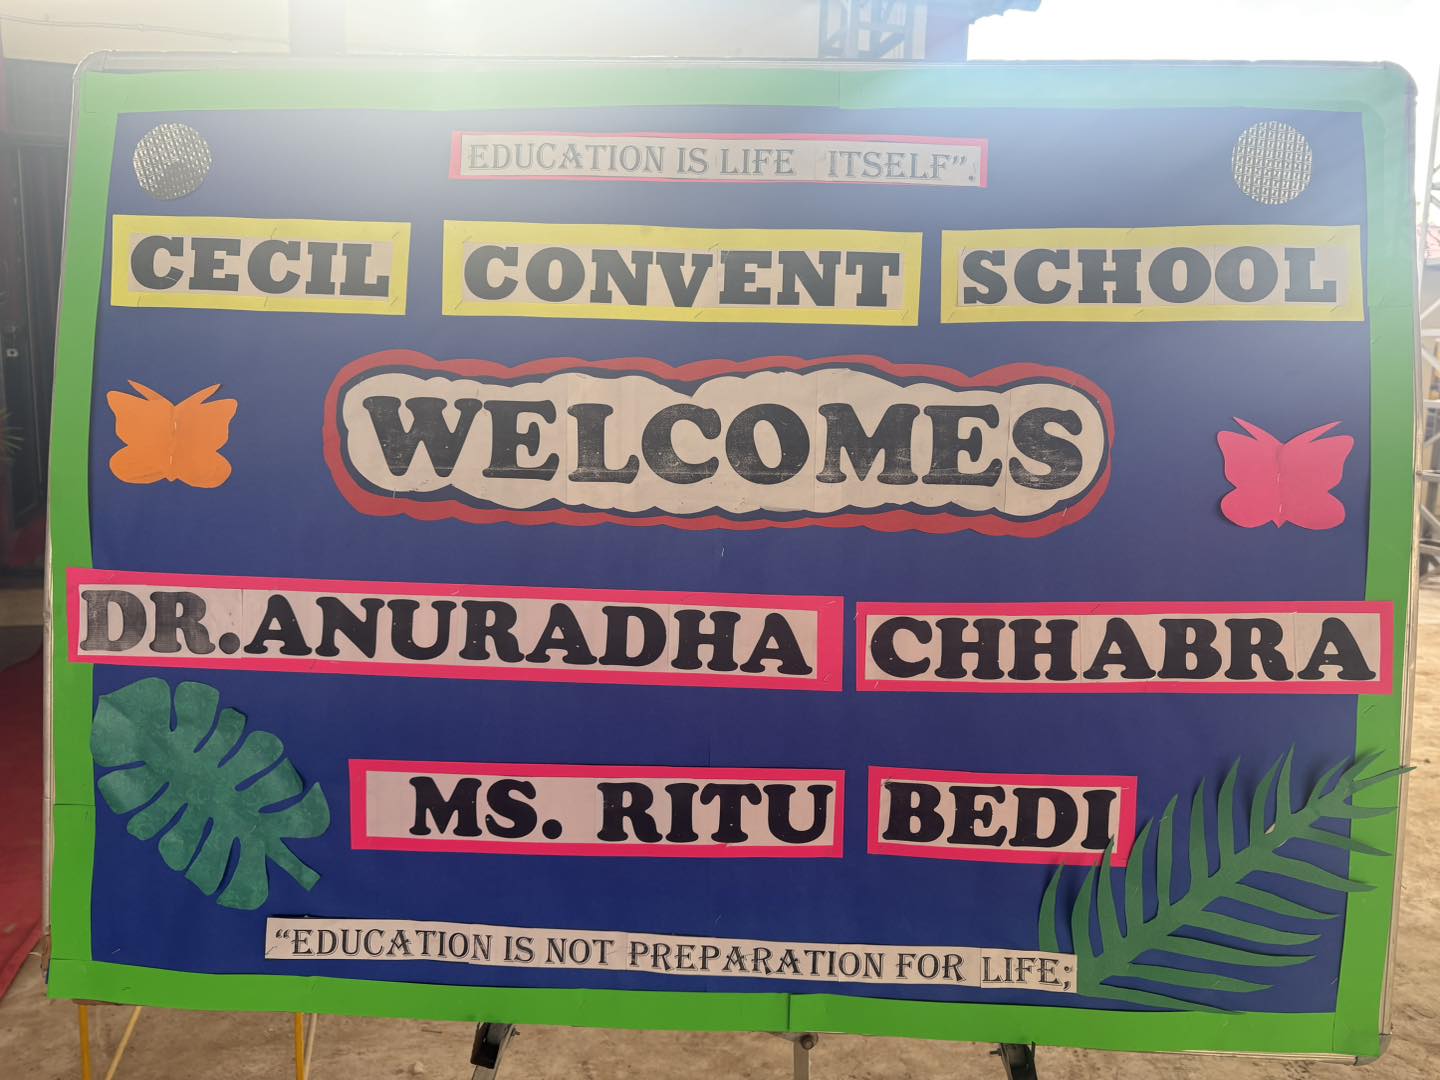 EDUCATION IS LIFE ITSELF".
CECIL CONVENT SCHOOL
WELCOMES
DR.ANURADHA CHHABRA
MS. RITU BEDI
"EDUCATION IS NOT PREPARATION FOR LIFE;